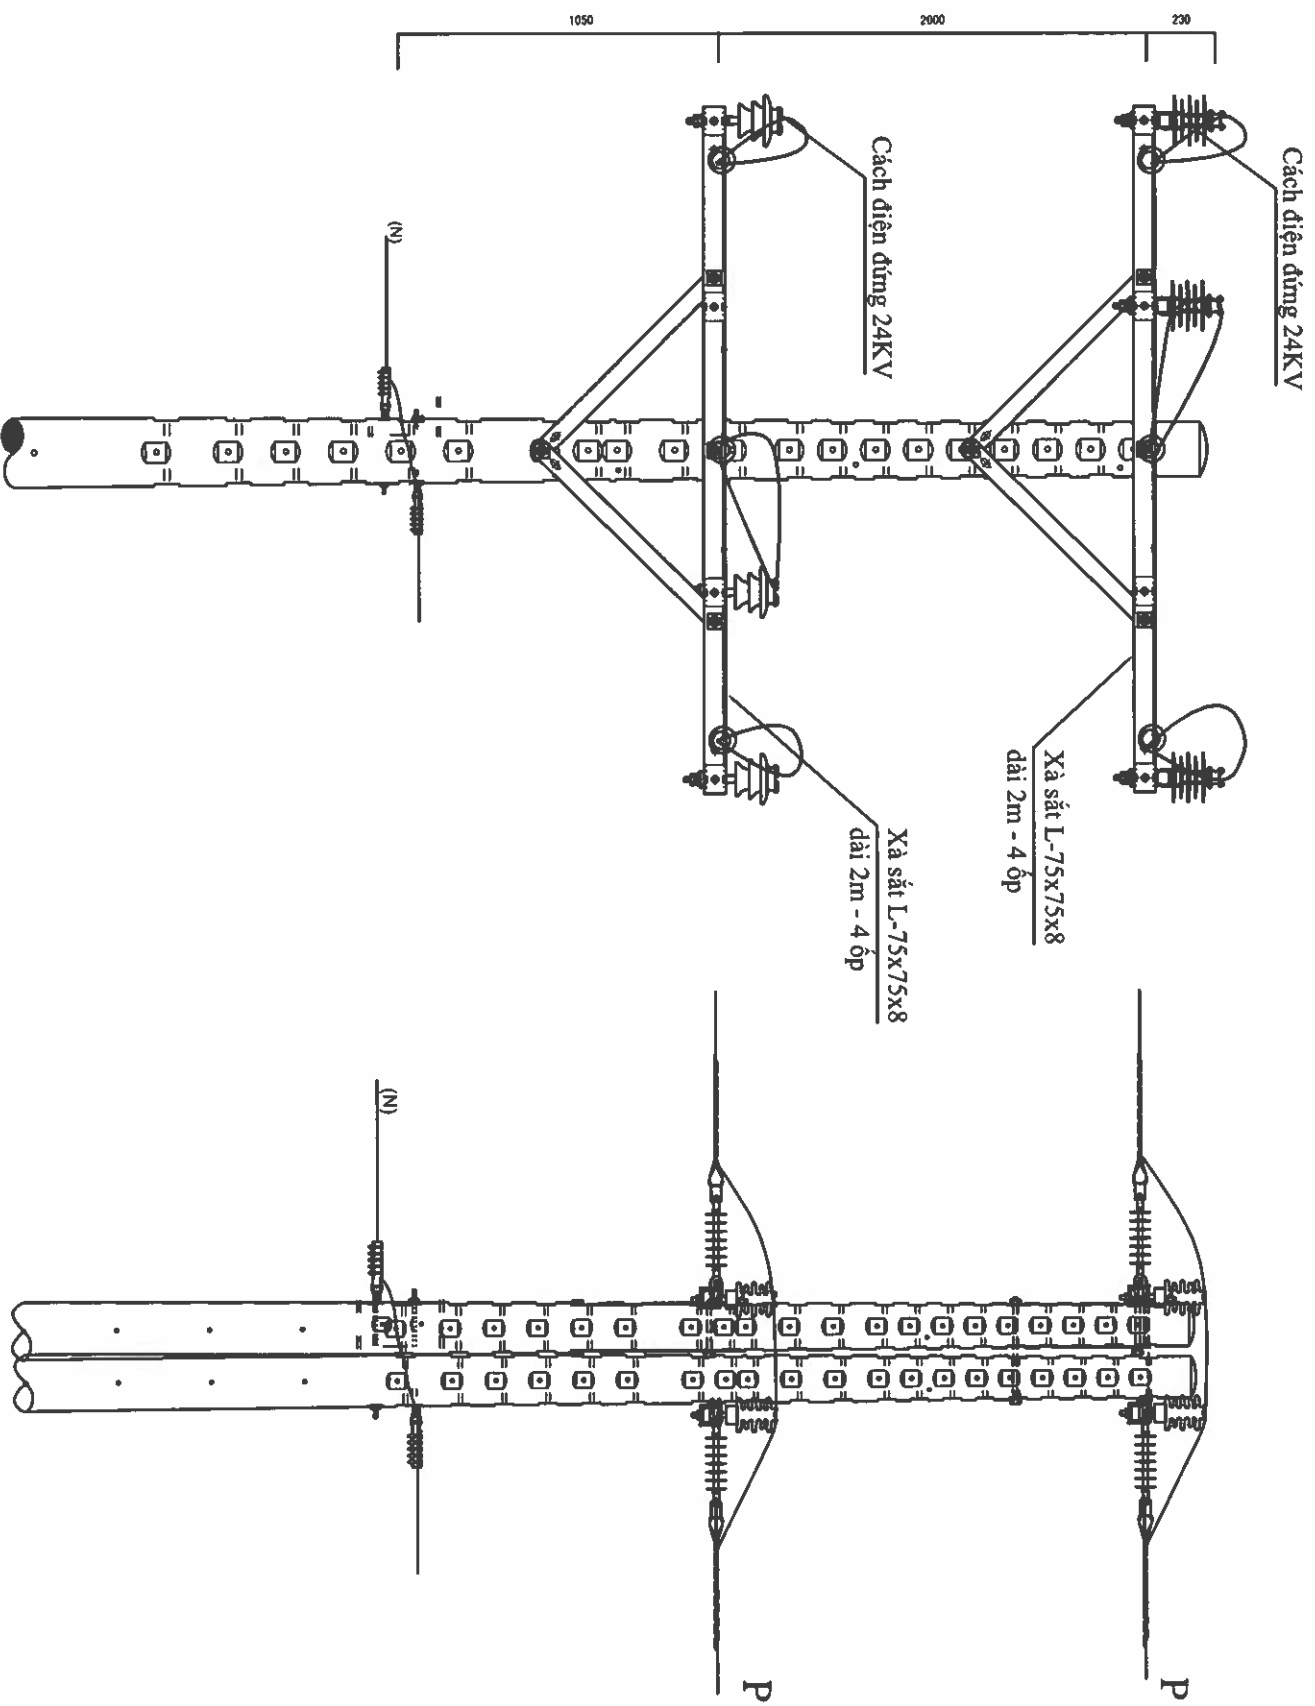 230
2000
1050
Cách điện đứng 24KV
Cách điện đứng 24KV
(N)
Xà sắt L-75x75x8
dài 2m - 4 ốp
Xà sắt L-75x75x8
dài 2m - 4 ốp
(N)
P
P